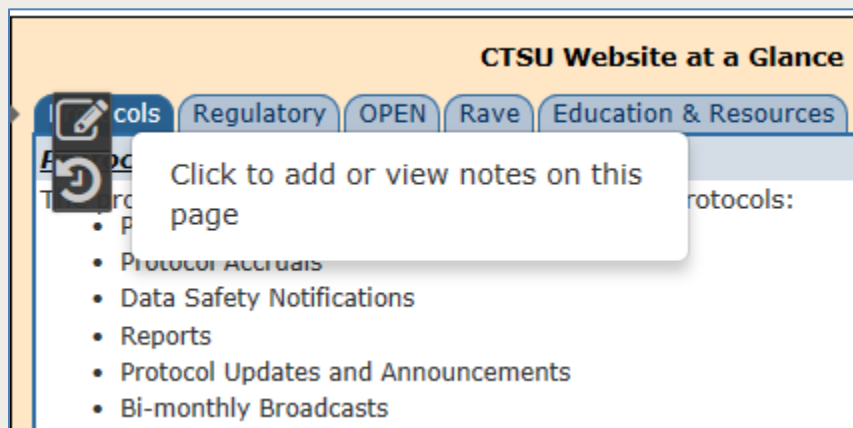 CTSU Website at a Glance
cols Regulatory OPEN Rave Education & Resources
Click to add or view notes on this
page
rotocols:
Protocol Accruals
Data Safety Notifications
Reports
Protocol Updates and Announcements
Bi-monthly Broadcasts